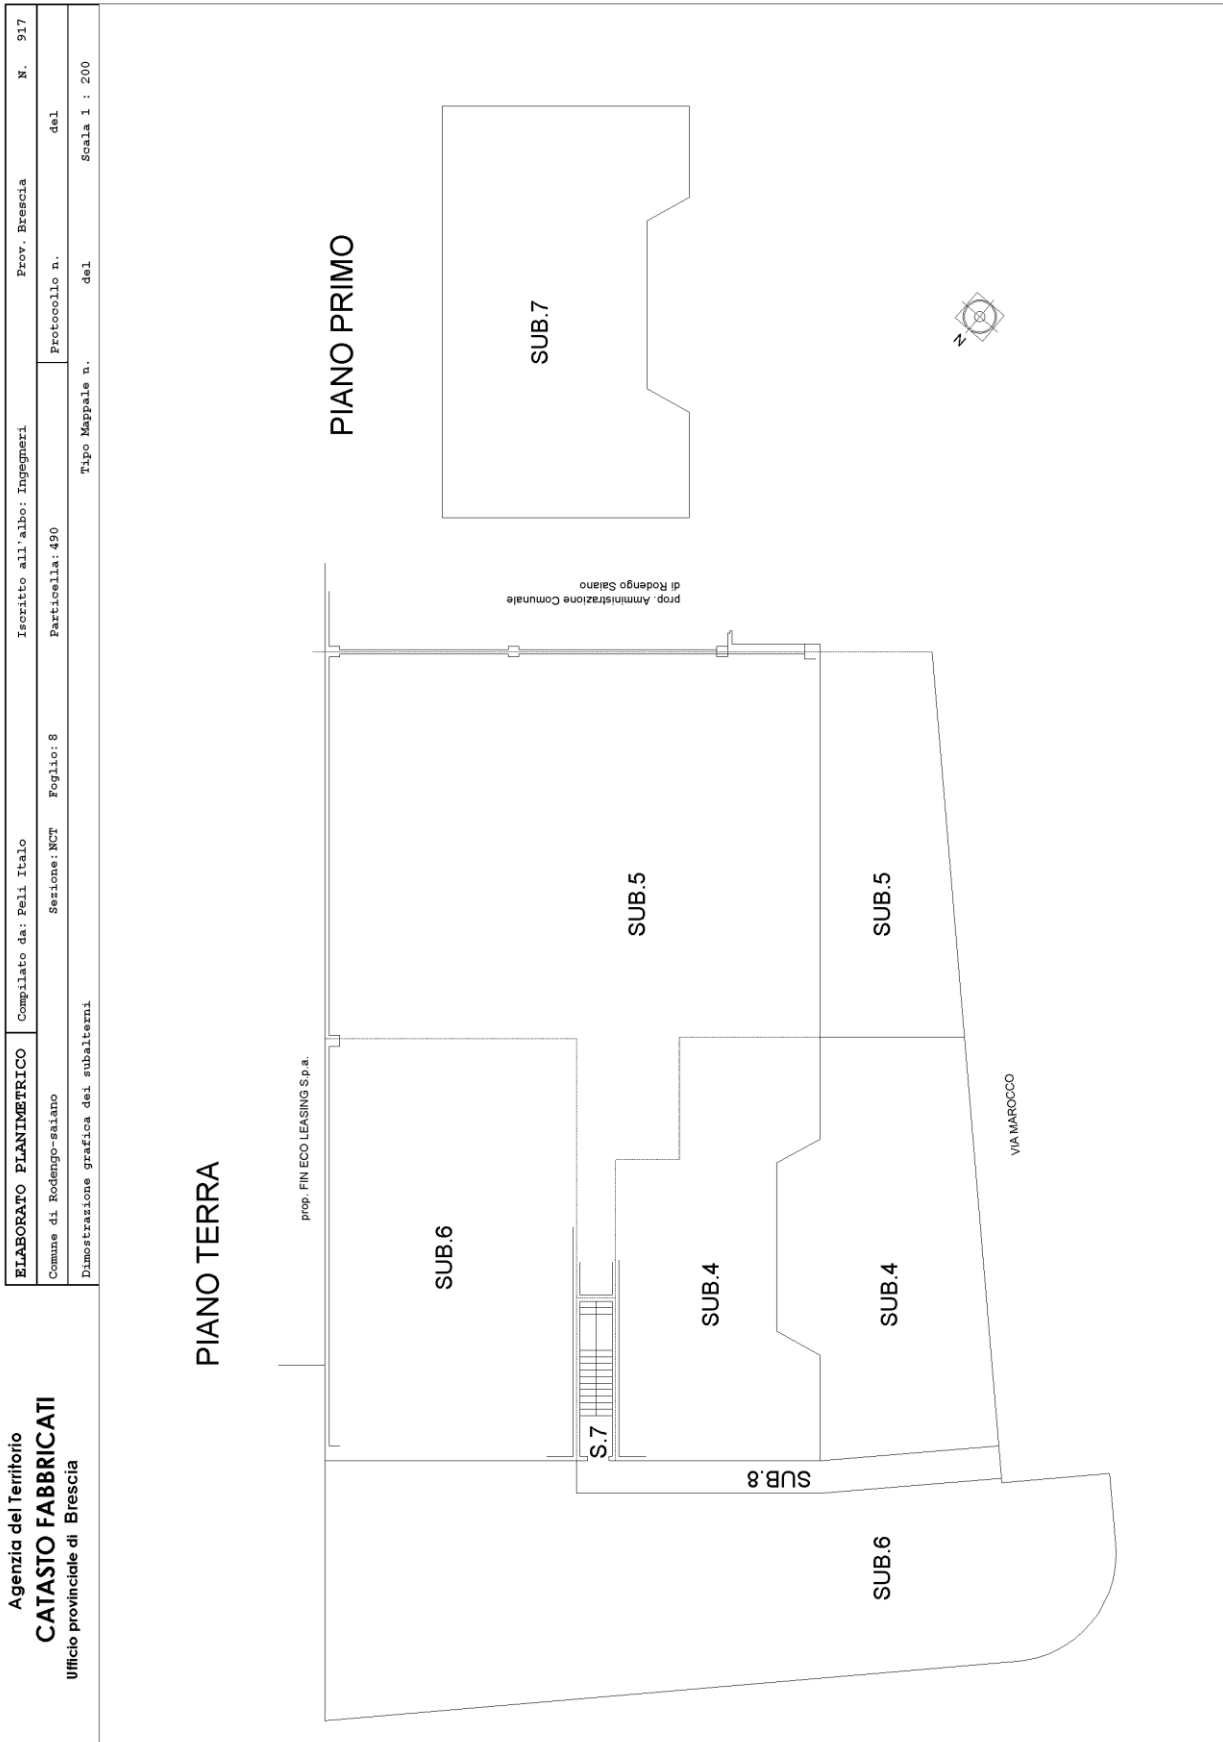 Agenzia del Territorio
CATASTO FABBRICATI
Ufficio provinciale di Brescia
ELABORATO PLANIMETRICO
Compilato da: Peli Italo
Iscritto all'albo: Ingegneri
Prov. Brescia
N. 917
Comune di Rodengo-saiano
Sezione: NCT Foglio: 8
Particella: 490
Protocollo n. del
Dimostrazione grafica dei subalterni
Tipo Mappale n. del
Scala 1 : 200
PIANO TERRA
PIANO PRIMO
prop. FIN ECO LEASING S.p.a.
SUB.7
SUB.6
prop. Amministrazione Comunale
di Rodengo Saiano
S.7
SUB.5
SUB.4
SUB.8
SUB.6
SUB.4
SUB.5
VIA MAROCCO
N